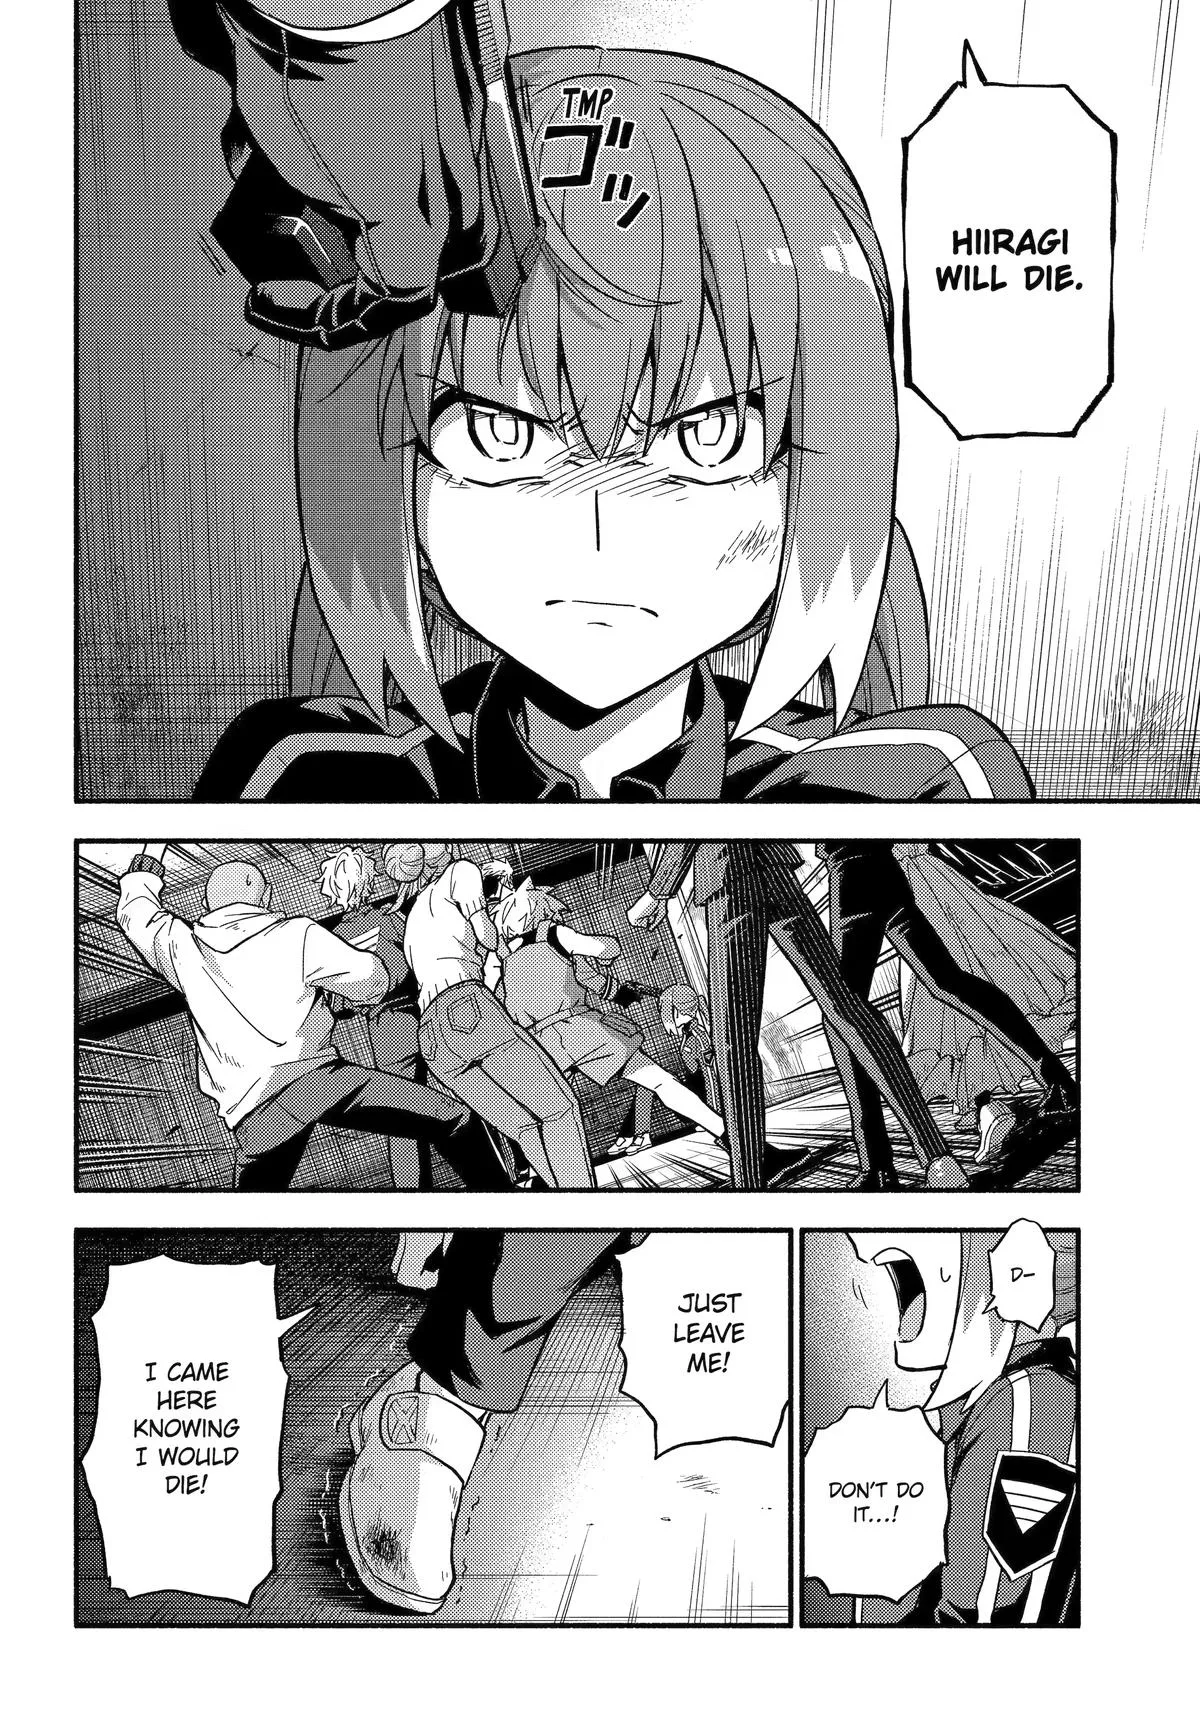 HIIRAGI
WILL DIE.
TMP
ゴッ
D-
DON'T DO
IT...!
JUST
LEAVE
ME!
I CAME
HERE
KNOWING
I WOULD
DIE!